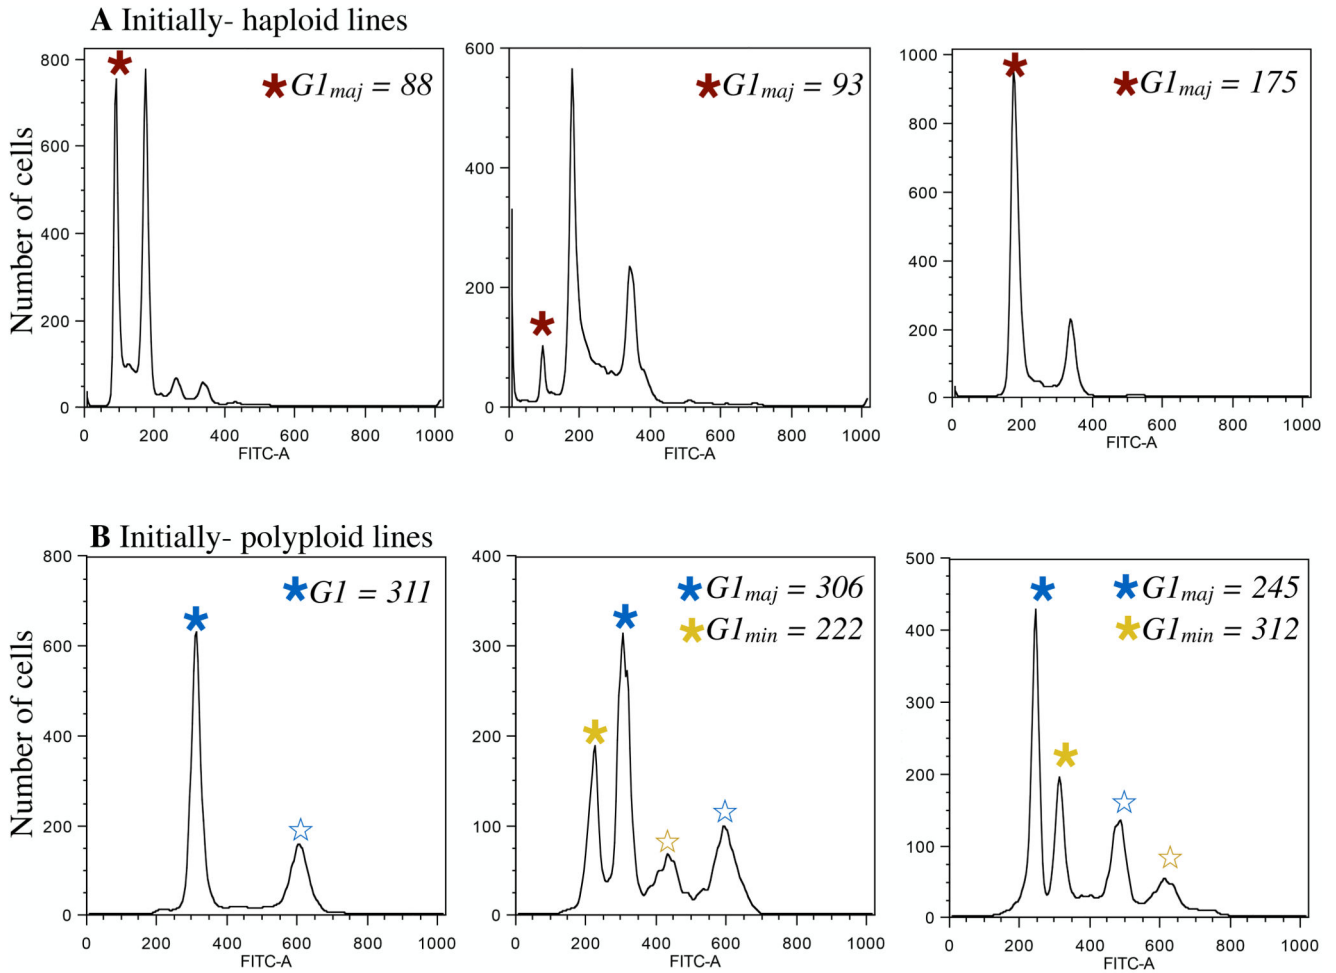 A Initially- haploid lines
Number of cells
800
600
400
200
0
G1maj = 88
0 200 400 600 800 1000
FITC-A
600
400
200
0
G1maj = 93
0 200 400 600 800 1000
FITC-A
1000
800
600
400
200
0
G1maj = 175
0 200 400 600 800 1000
FITC-A
B Initially- polyploid lines
Number of cells
800
600
400
200
0
G1 = 311
0 200 400 600 800 1000
FITC-A
400
300
200
100
0
G1maj = 306
G1min = 222
0 200 400 600 800 1000
FITC-A
500
400
300
200
100
0
G1maj = 245
G1min = 312
0 200 400 600 800 1000
FITC-A